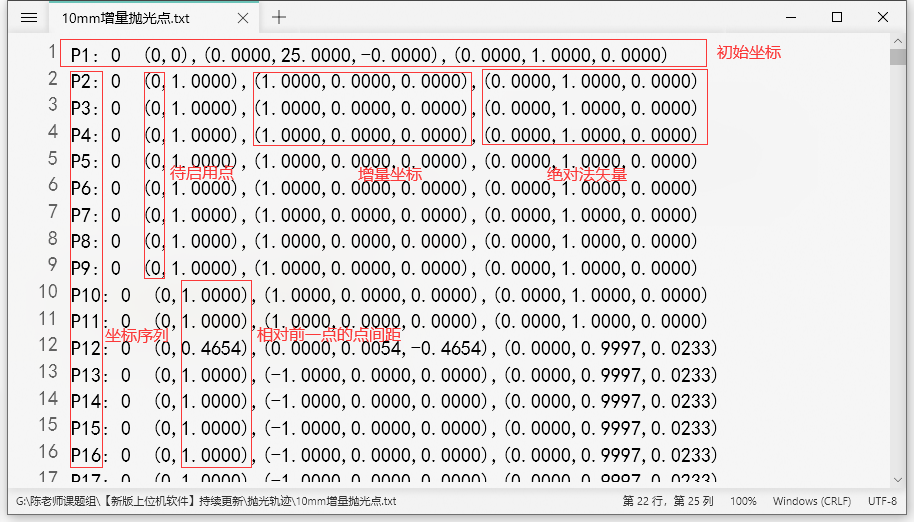 10mm增量抛光点.txt
1 P1: 0 (0,0),(0.0000,25.0000,-0.0000),(0.0000,1.0000,0.0000) 初始坐标
2 P2: 0 (0,1.0000),(1.0000,0.0000,0.0000),(0.0000,1.0000,0.0000)
3 P3: 0 (0,1.0000),(1.0000,0.0000,0.0000),(0.0000,1.0000,0.0000)
4 P4: 0 (0,1.0000),(1.0000,0.0000,0.0000),(0.0000,1.0000,0.0000)
5 P5: 0 (0,1.0000),(1.0000,0.0000,0.0000),(0.0000,1.0000,0.0000)
待启用点 增量坐标 绝对法矢量
6 P6: 0 (0,1.0000),(1.0000,0.0000,0.0000),(0.0000,1.0000,0.0000)
7 P7: 0 (0,1.0000),(1.0000,0.0000,0.0000),(0.0000,1.0000,0.0000)
8 P8: 0 (0,1.0000),(1.0000,0.0000,0.0000),(0.0000,1.0000,0.0000)
9 P9: 0 (0,1.0000),(1.0000,0.0000,0.0000),(0.0000,1.0000,0.0000)
10 P10: 0 (0,1.0000),(1.0000,0.0000,0.0000),(0.0000,1.0000,0.0000)
11 P11: 0 (0,1.0000),(1.0000,0.0000,0.0000),(0.0000,1.0000,0.0000)
坐标序列 相对前一点的点间距
12 P12: 0 (0,0.4654),(0.0000,0.0054,-0.4654),(0.0000,0.9997,0.0233)
13 P13: 0 (0,1.0000),(-1.0000,0.0000,0.0000),(0.0000,0.9997,0.0233)
14 P14: 0 (0,1.0000),(-1.0000,0.0000,0.0000),(0.0000,0.9997,0.0233)
15 P15: 0 (0,1.0000),(-1.0000,0.0000,0.0000),(0.0000,0.9997,0.0233)
16 P16: 0 (0,1.0000),(-1.0000,0.0000,0.0000),(0.0000,0.9997,0.0233)
17 P17: 0 (0,1.0000),(-1.0000,0.0000,0.0000),(0.0000,0.9997,0.0233)
G:\陈老师课题组\【新版上位机软件】持续更新\抛光轨迹\10mm增量抛光点.txt 第 22 行，第 25 列 100% Windows (CRLF) UTF-8